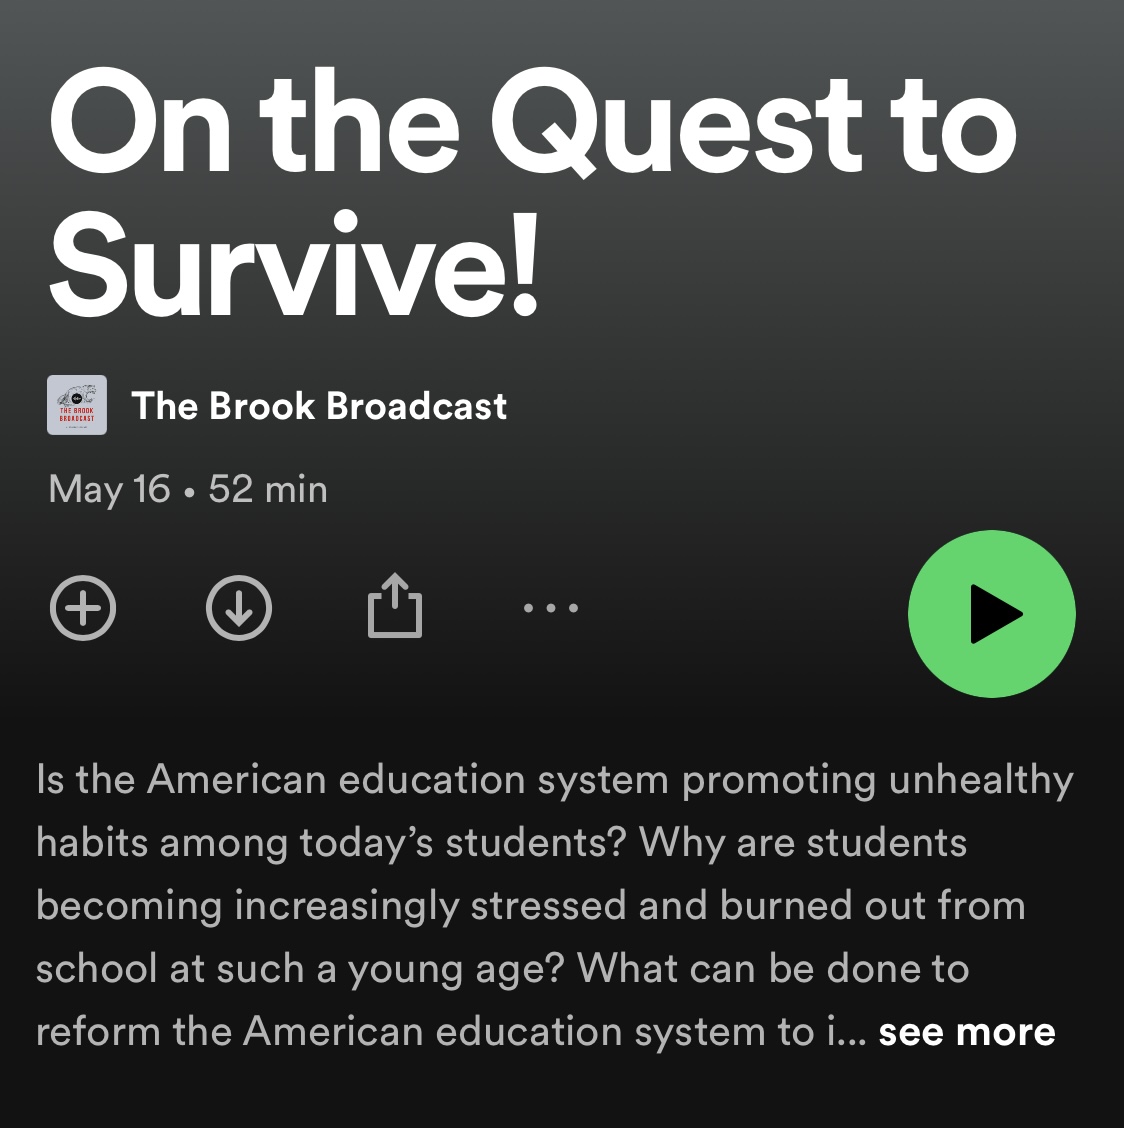 On the Quest to
Survive!
THE BROOK
BROADCAST
The Brook Broadcast
May 16 • 52 min
Is the American education system promoting unhealthy
habits among today’s students? Why are students
becoming increasingly stressed and burned out from
school at such a young age? What can be done to
reform the American education system to i... see more